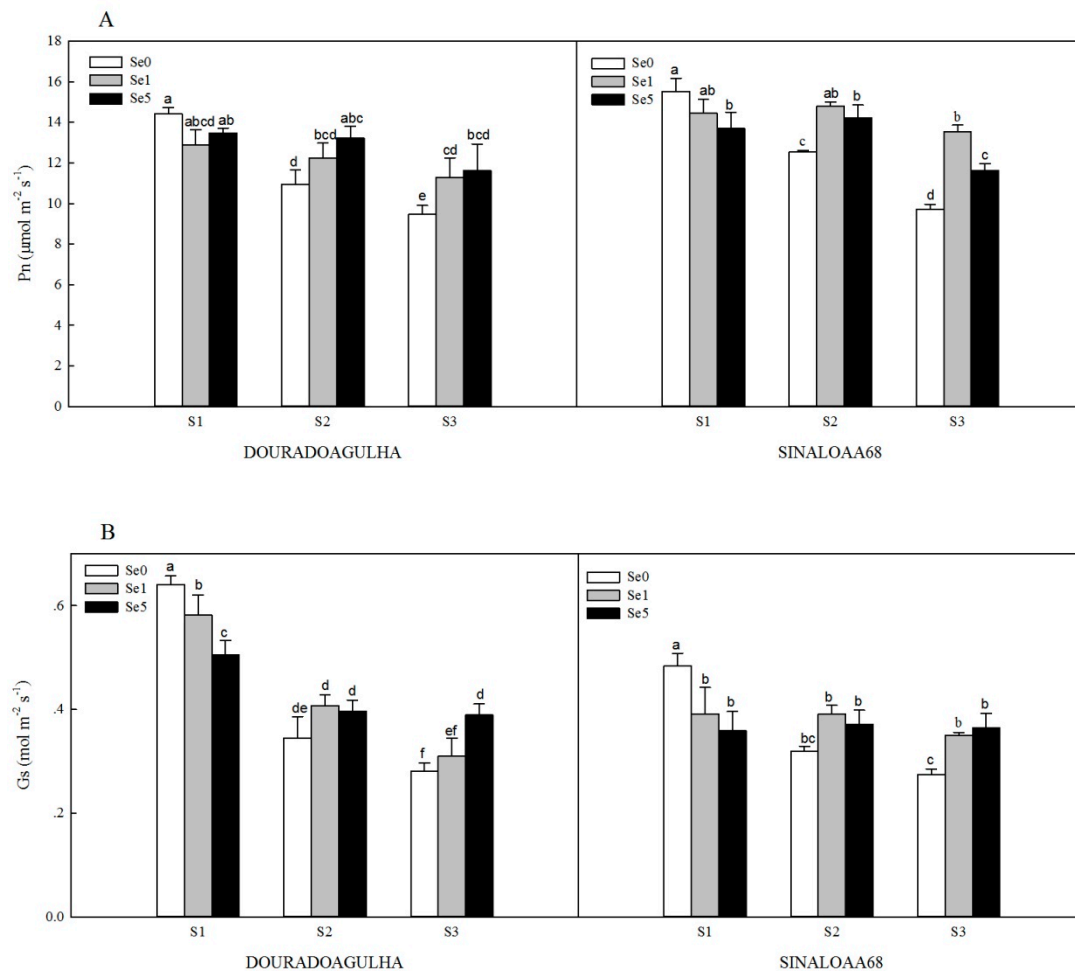 A
18
16
14
12
10
8
6
4
2
0
Pn (μmol m-2 s-1)
Se0
Se1
Se5
a
abcd
ab
d
bcd
abc
e
cd
bcd
S1
S2
S3
DOURADOAGULHA
Se0
Se1
Se5
a
ab
b
c
ab
b
d
b
c
S1
S2
S3
SINALOAA68
B
.6
.4
.2
0.0
Gs (mol m-2 s-1)
Se0
Se1
Se5
a
b
c
de
d
d
f
ef
d
S1
S2
S3
DOURADOAGULHA
Se0
Se1
Se5
a
b
b
bc
b
b
c
b
b
S1
S2
S3
SINALOAA68